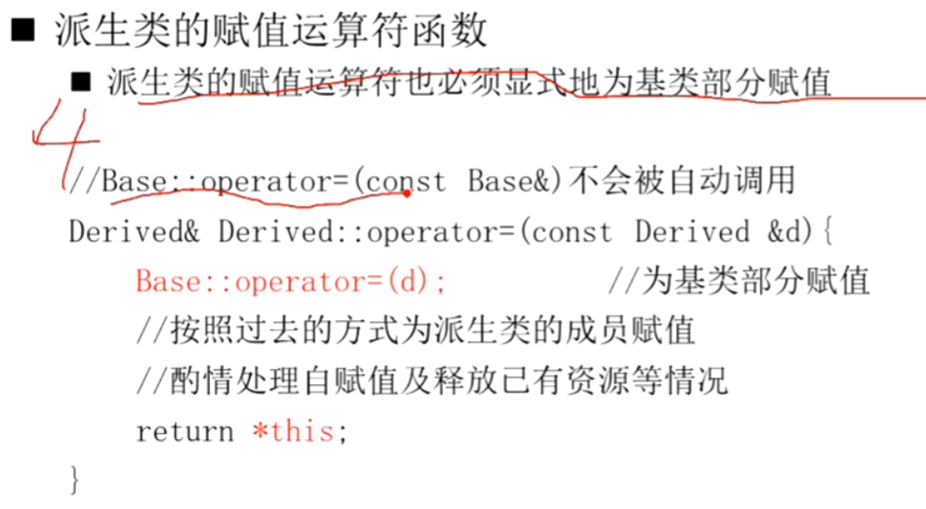 ■ 派生类的赋值运算符函数
■ 派生类的赋值运算符也必须显式地为基类部分赋值
//Base::operator=(const Base&)不会被自动调用
Derived& Derived::operator=(const Derived &d){
Base::operator=(d); //为基类部分赋值
//按照过去的方式为派生类的成员赋值
//酌情处理自赋值及释放已有资源等情况
return *this;
}